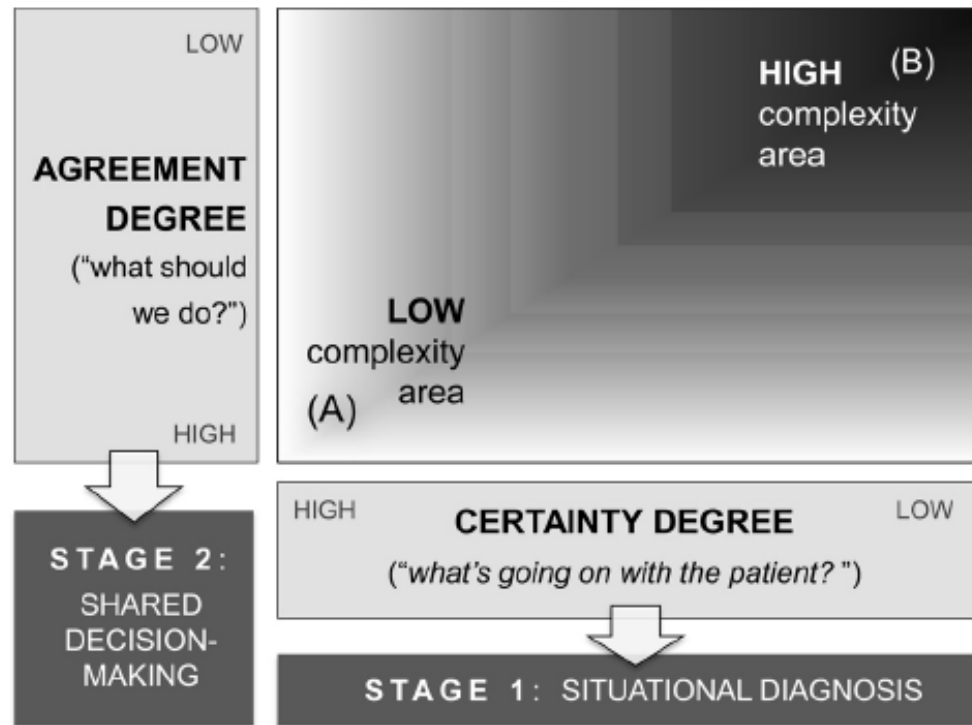 LOW
AGREEMENT
DEGREE
("what should
we do?")
HIGH
HIGH (B)
complexity
area
LOW
complexity
area
(A)
HIGH CERTAINTY DEGREE LOW
("what's going on with the patient? ")
STAGE 2:
SHARED
DECISION-
MAKING
STAGE 1: SITUATIONAL DIAGNOSIS